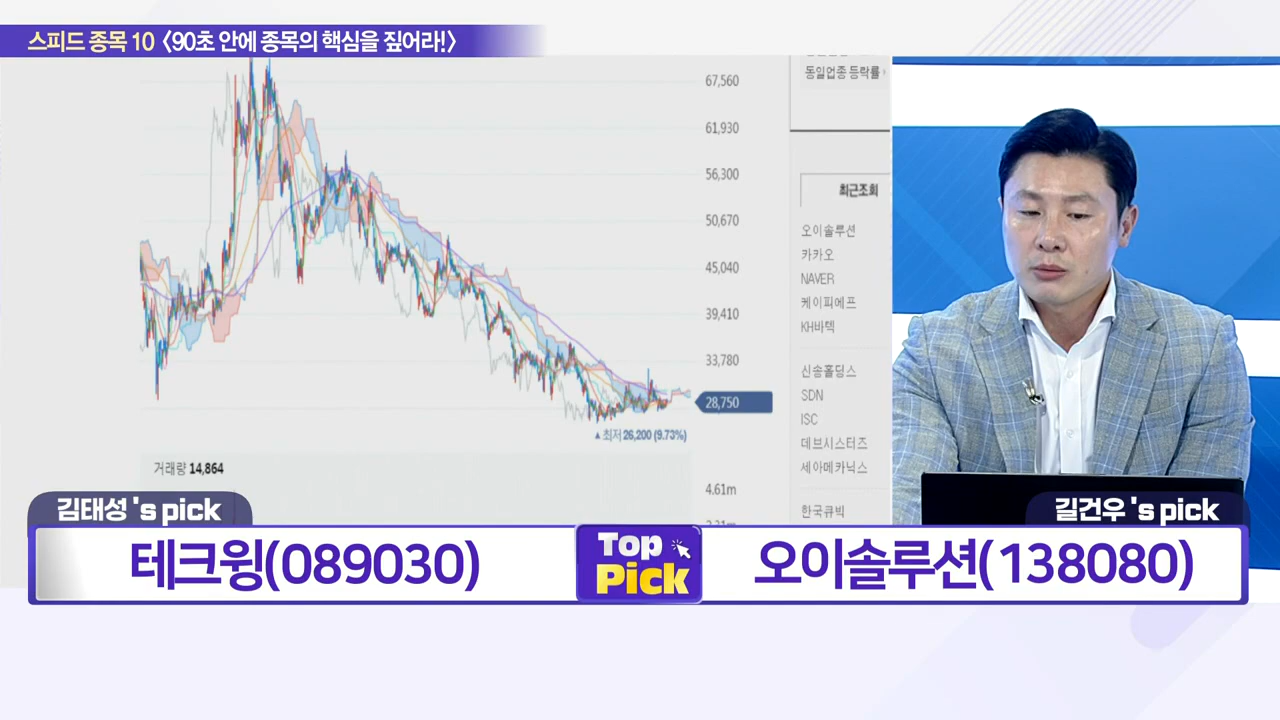 스피드 종목 10 〈90초 안에 종목의 핵심을 짚어라!〉
동일업종 등락률
67,560
61,930
56,300
50,670
45,040
39,410
33,780
28,750
▲최저 26,200 (9.73%)
거래량 14,864
4.61m
최근조회
오이솔루션
카카오
NAVER
케이피에프
KH바텍
신송홀딩스
SDN
ISC
데브시스터즈
세아메카닉스
한국큐빅
김태성 's pick
길건우 's pick
테크윙(089030)
Top Pick
오이솔루션(138080)